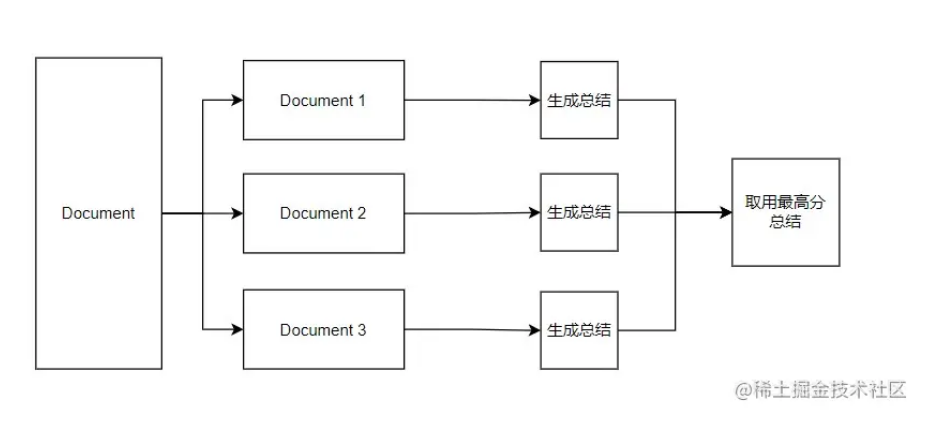 Document
Document 1
生成总结
Document 2
生成总结
Document 3
生成总结
取用最高分
总结
@稀土掘金技术社区